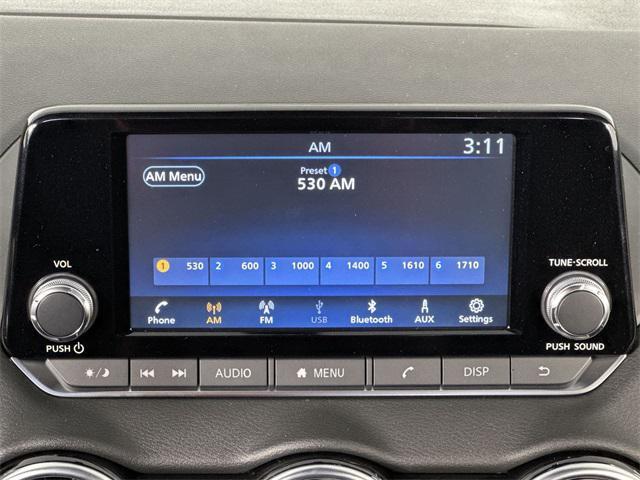 AM 3:11
AM Menu
Preset 1
530 AM
1 530 2 600 3 1000 4 1400 5 1610 6 1710
Phone AM FM USB Bluetooth AUX Settings
VOL
PUSH
TUNE·SCROLL
PUSH SOUND
AUDIO MENU DISP